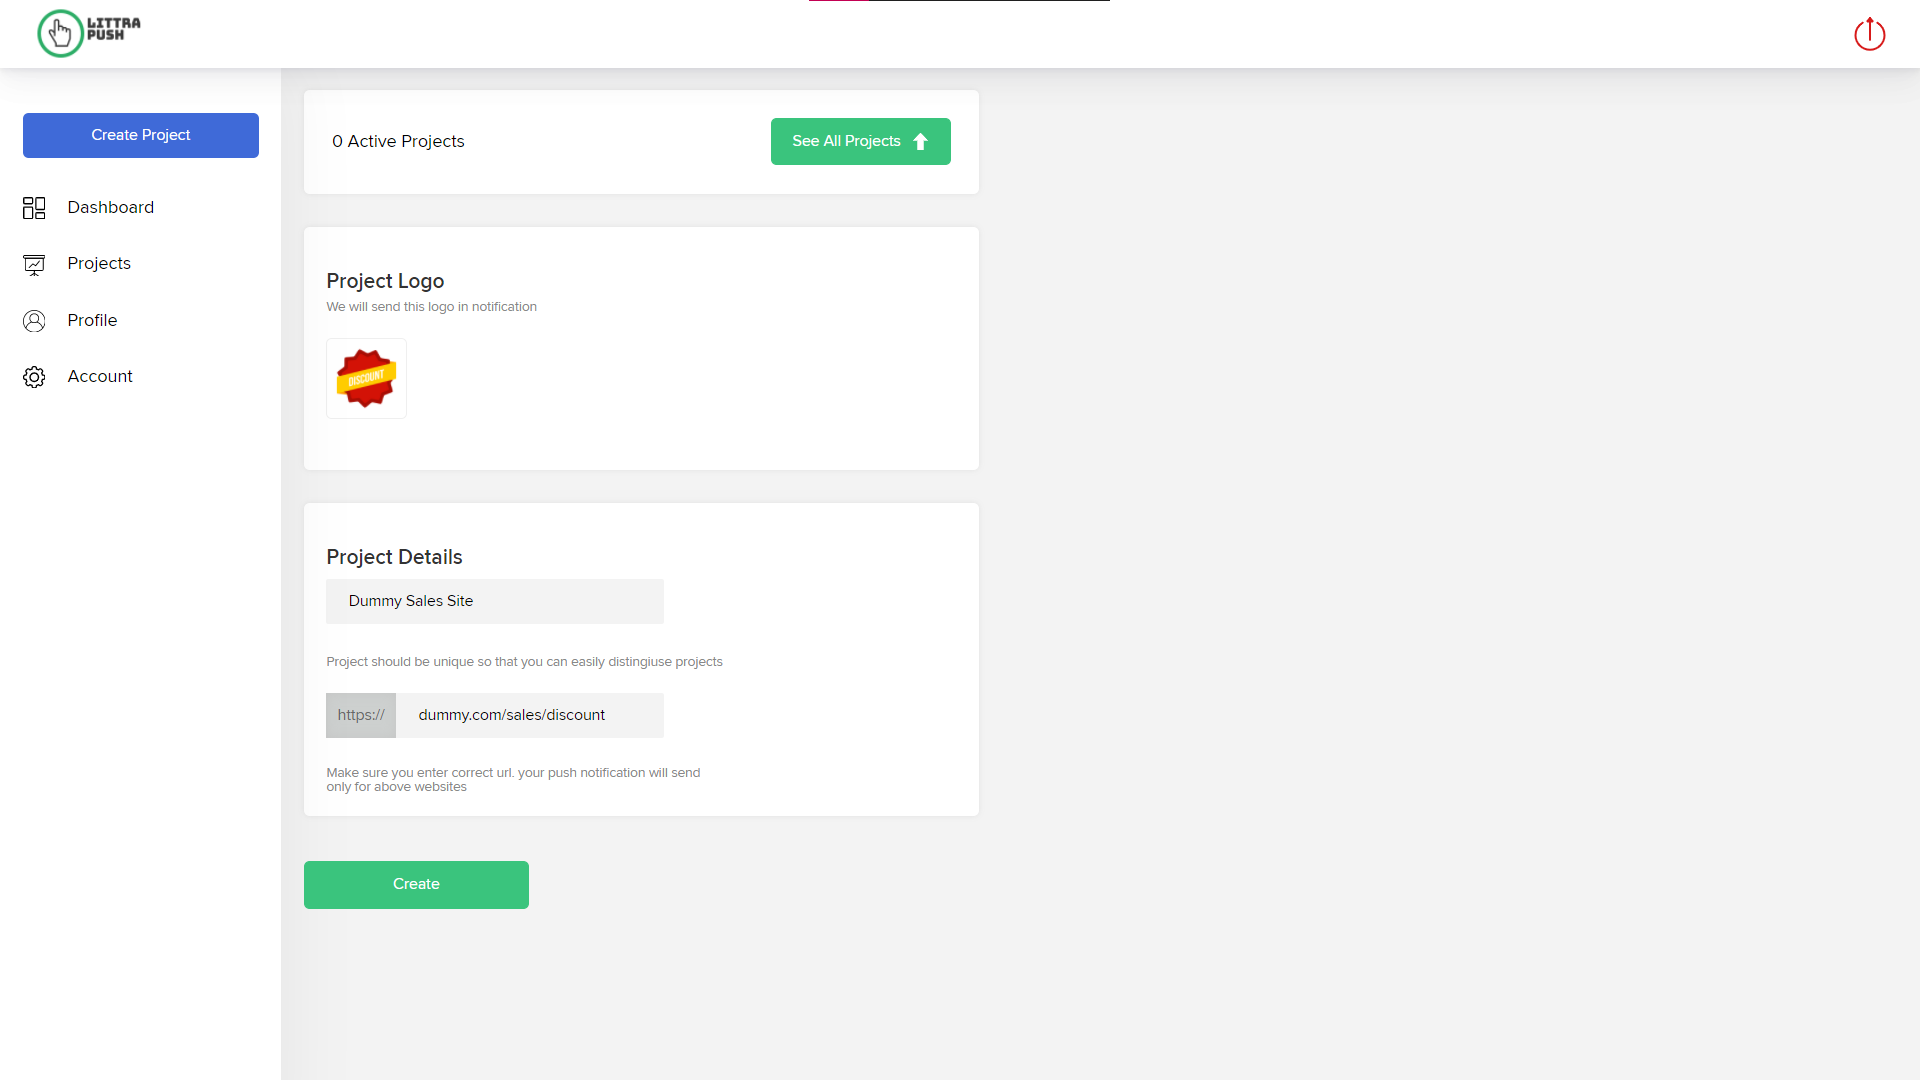 LITTRA
PUSH
Create Project
Dashboard
Projects
Profile
Account
0 Active Projects
See All Projects
Project Logo
We will send this logo in notification
DISCOUNT
Project Details
Dummy Sales Site
Project should be unique so that you can easily distingiuse projects
https:// dummy.com/sales/discount
Make sure you enter correct url. your push notification will send
only for above websites
Create